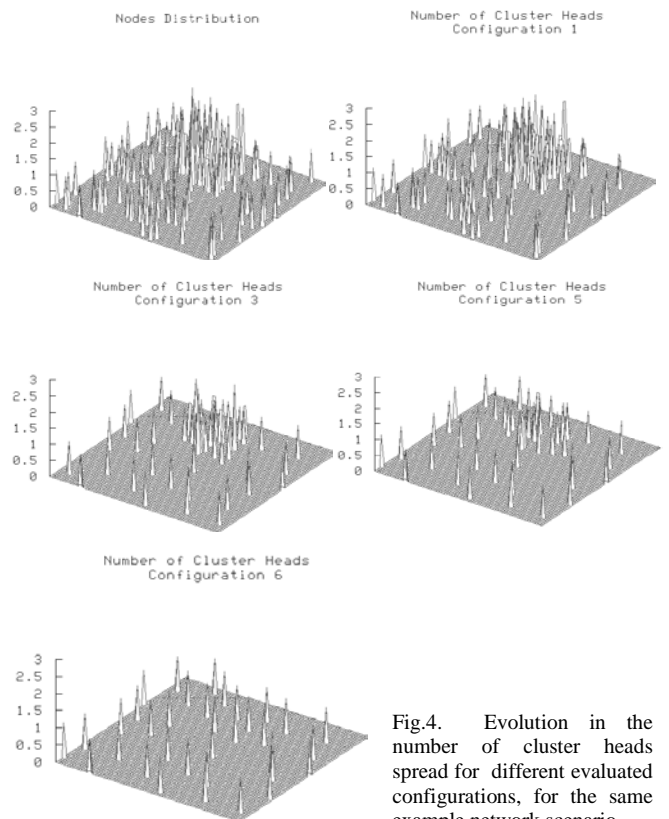 Nodes Distribution
Number of Cluster Heads
Configuration 1
3
2.5
2
1.5
1
0.5
0
3
2.5
2
1.5
1
0.5
0
Number of Cluster Heads
Configuration 3
Number of Cluster Heads
Configuration 5
3
2.5
2
1.5
1
0.5
0
3
2.5
2
1.5
1
0.5
0
Number of Cluster Heads
Configuration 6
3
2.5
2
1.5
1
0.5
0
Fig.4. Evolution in the
number of cluster heads
spread for different evaluated
configurations, for the same
example network scenario